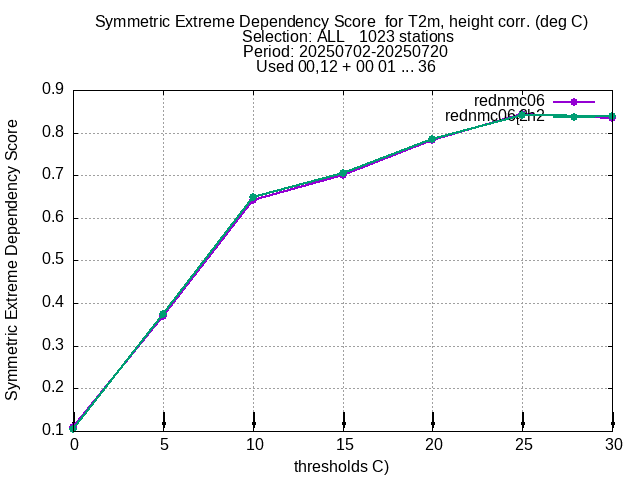 Symmetric Extreme Dependency Score  for T2m, height corr. (deg C)
Selection: ALL   1023 stations
Period: 20250702-20250720
Used 00,12 + 00 01 ... 36
rednmc06
Symmetric Extreme Dependency Score
0.9
0.8
0.7
0.6
0.5
0.4
0.3
0.2
0.1
0 5 10 15 20 25 30
thresholds C)